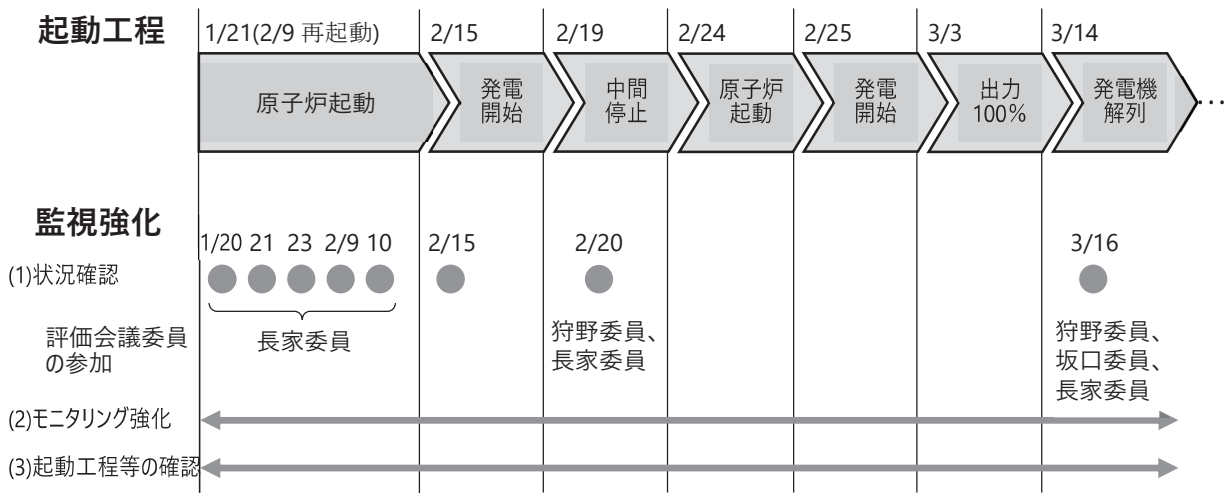 起動工程
1/21(2/9 再起動) 2/15 2/19 2/24 2/25 3/3 3/14
原子炉起動
発電
開始
中間
停止
原子炉
起動
発電
開始
出力
100%
発電機
解列
…
監視強化
1/20 21 23 2/9 10 2/15 2/20 3/16
(1)状況確認
評価会議委員
の参加
長家委員
狩野委員、
長家委員
狩野委員、
坂口委員、
長家委員
(2)モニタリング強化
(3)起動工程等の確認